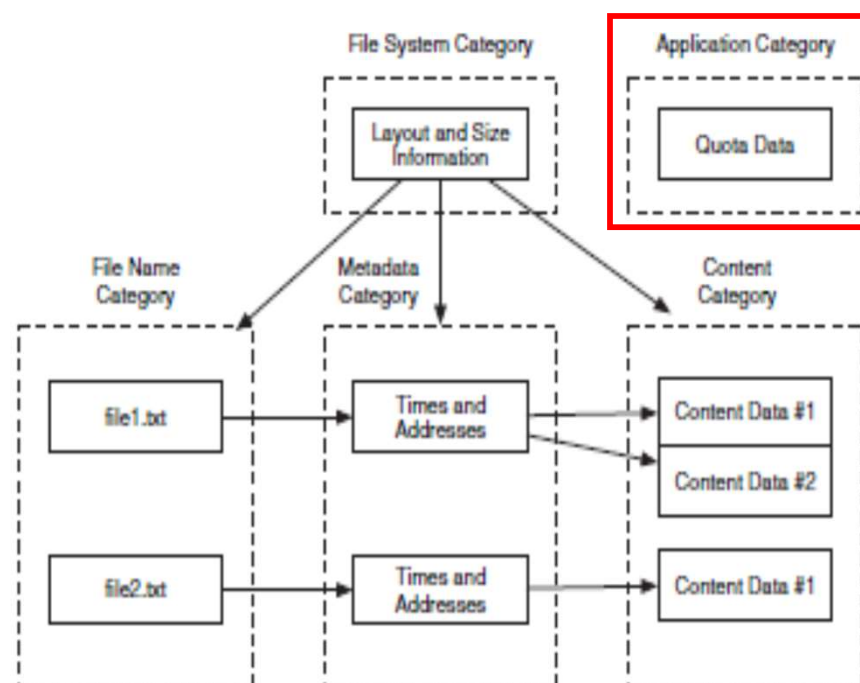 File System Category
Application Category
Layout and Size
Information
Quota Data
File Name
Category
Metadata
Category
Content
Category
file1.txt
Times and
Addresses
Content Data #1
Content Data #2
file2.txt
Times and
Addresses
Content Data #1